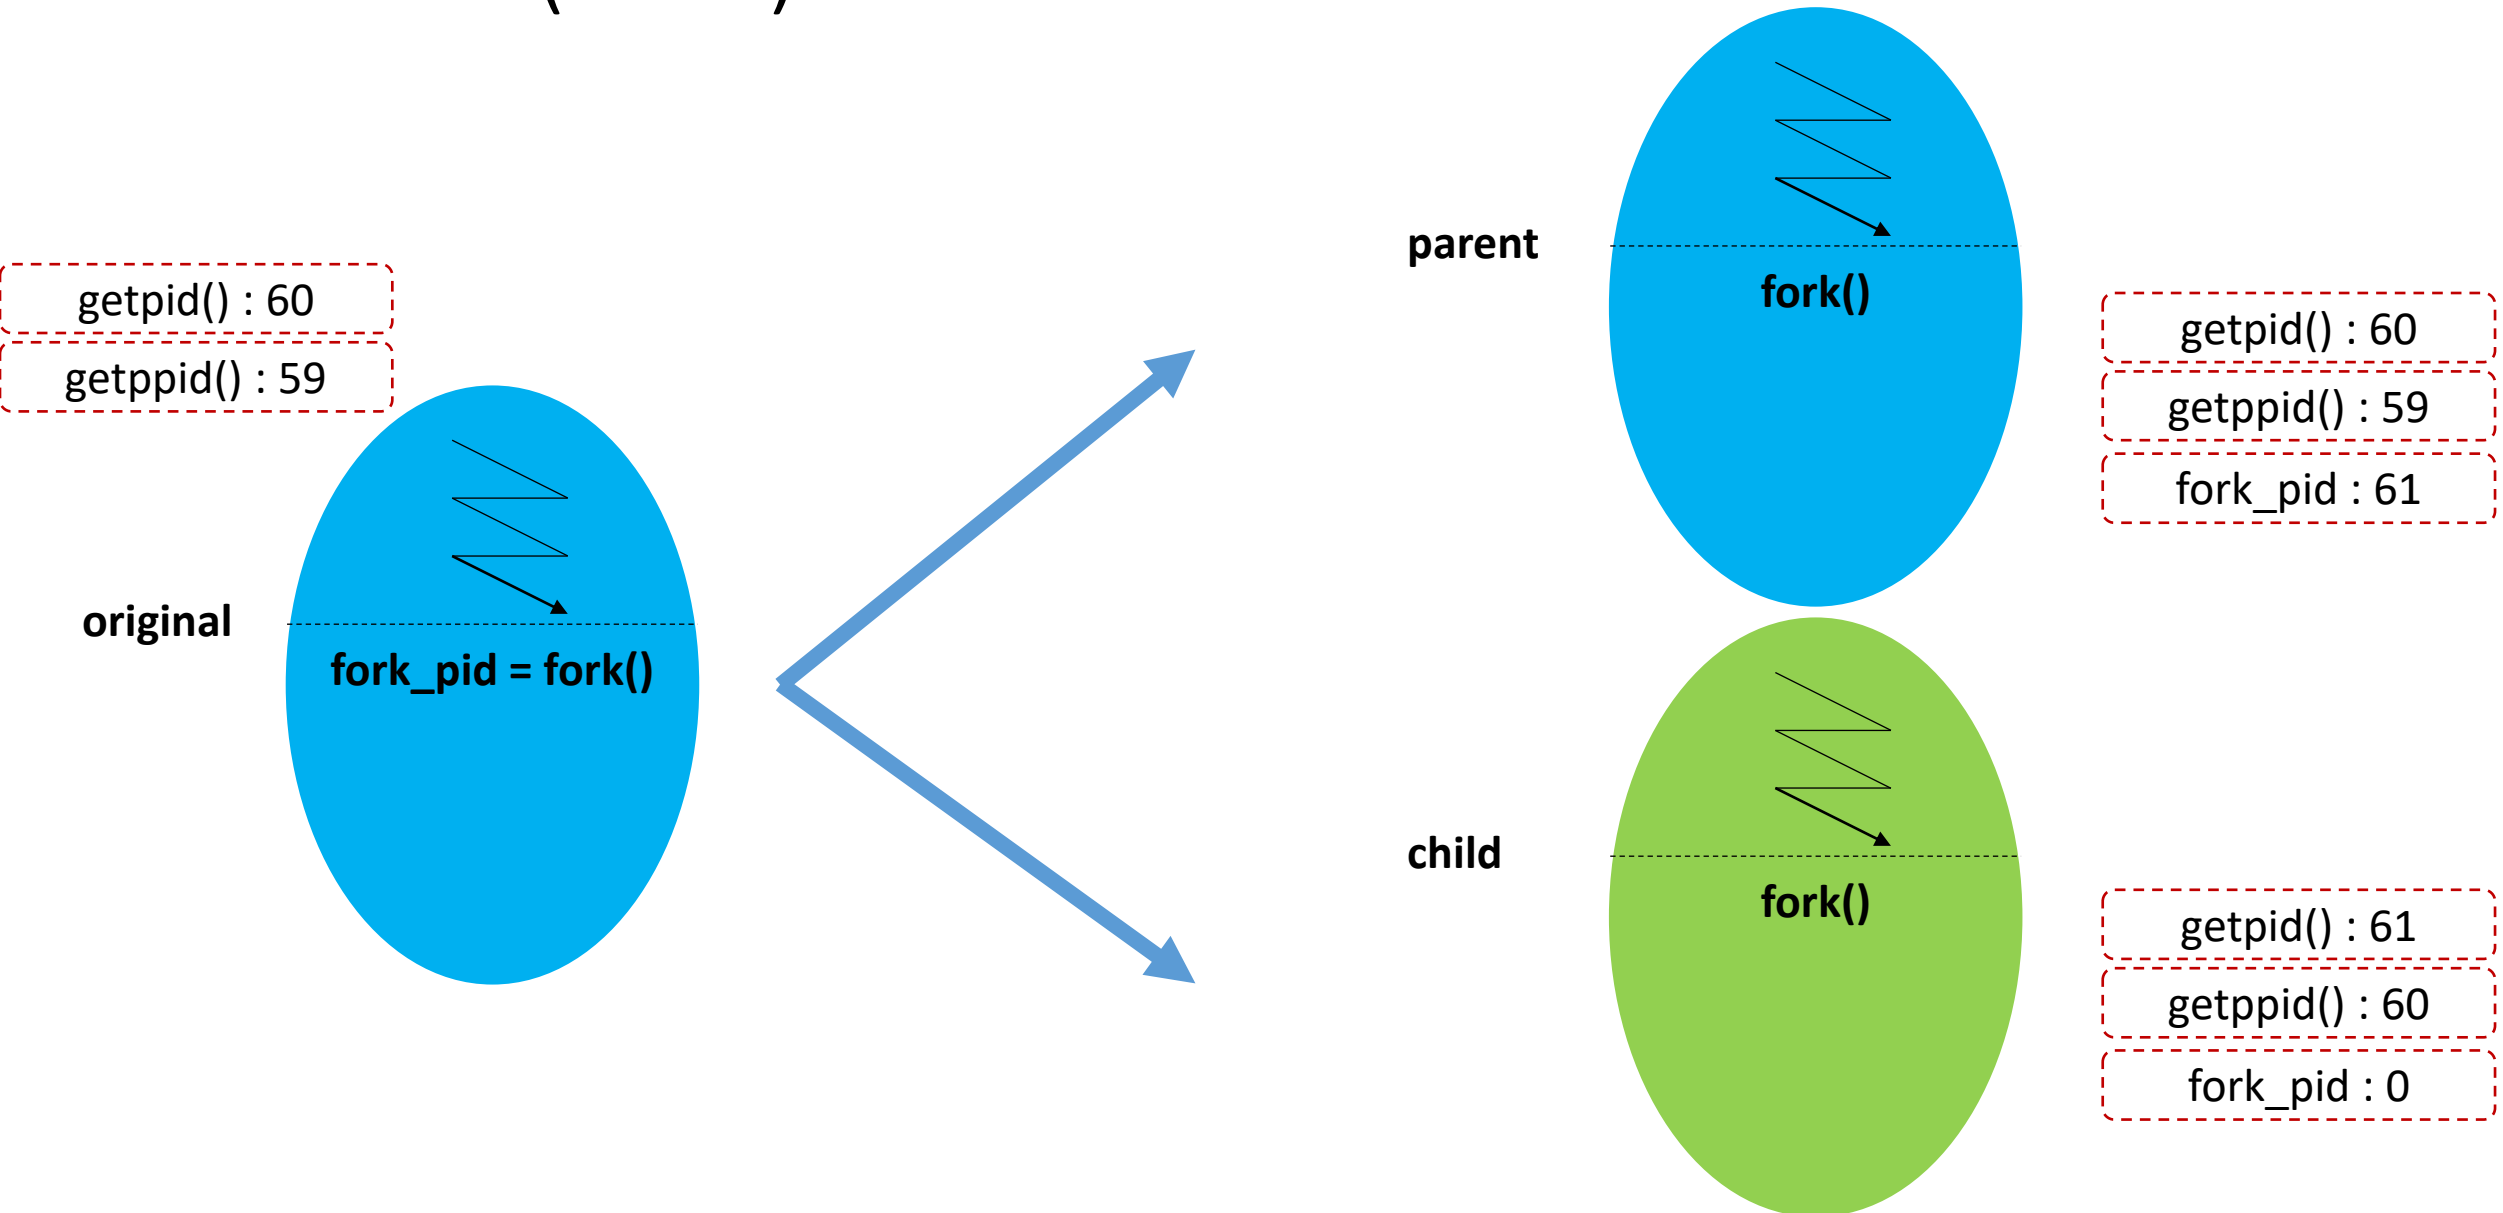 getpid() : 60
getppid() : 59
original
fork_pid = fork()
parent
fork()
getpid() : 60
getppid() : 59
fork_pid : 61
child
fork()
getpid() : 61
getppid() : 60
fork_pid : 0